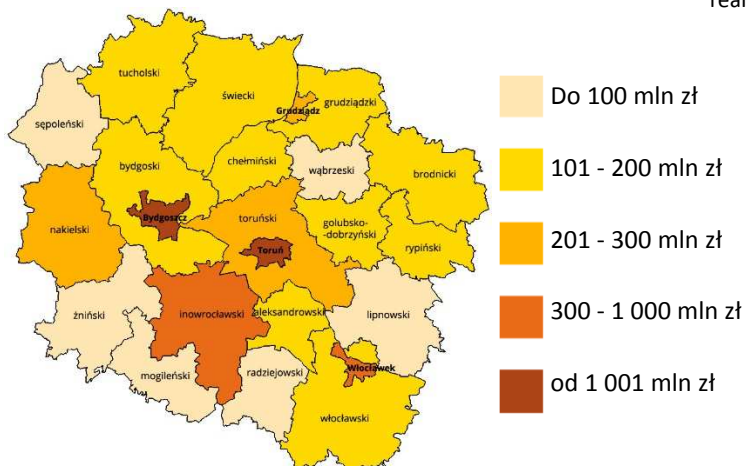 real
tucholski
świecki
grudziądzki
Grudziądz
sępoleński
chełmiński
bydgoski
wąbrzeski
brodnicki
Bydgoszcz
toruński
golubsko-
-dobrzyński
nakielski
rypiński
Toruń
żniński
inowrocławski
aleksandrowski
lipnowski
mogileński
radziejowski
Włocławek
włocławski
Do 100 mln zł
101 - 200 mln zł
201 - 300 mln zł
300 - 1 000 mln zł
od 1 001 mln zł